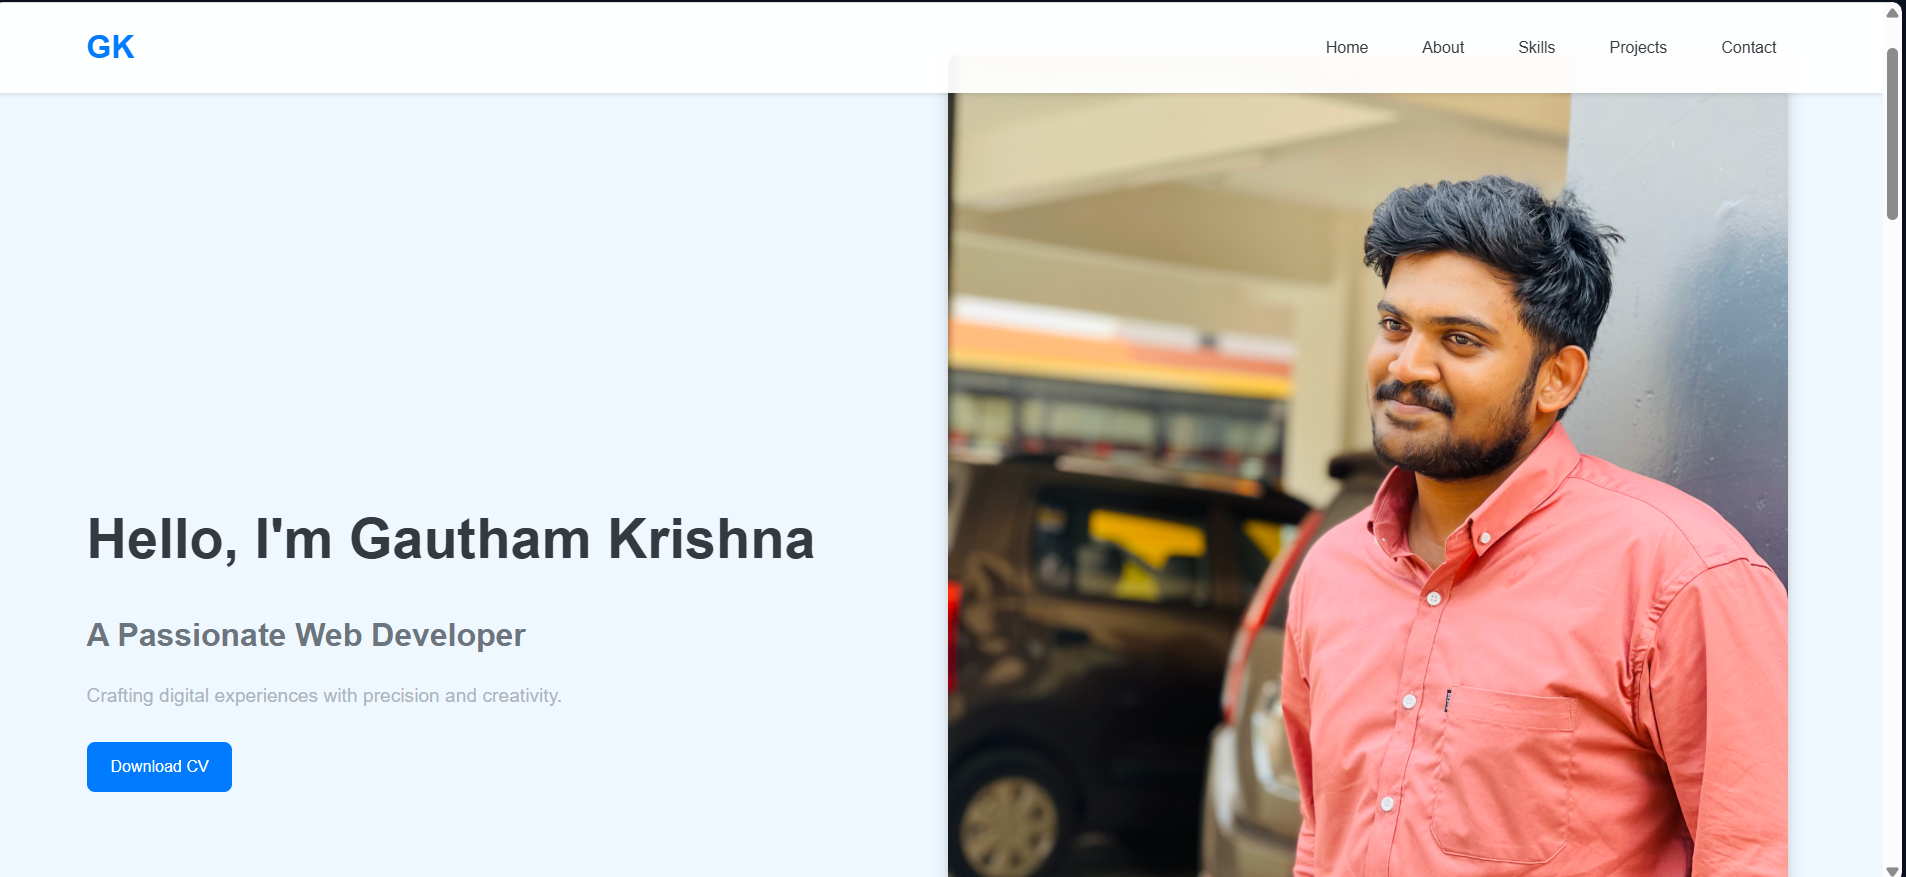 GK
Home About Skills Projects Contact
Hello, I'm Gautham Krishna
A Passionate Web Developer
Crafting digital experiences with precision and creativity.
Download CV